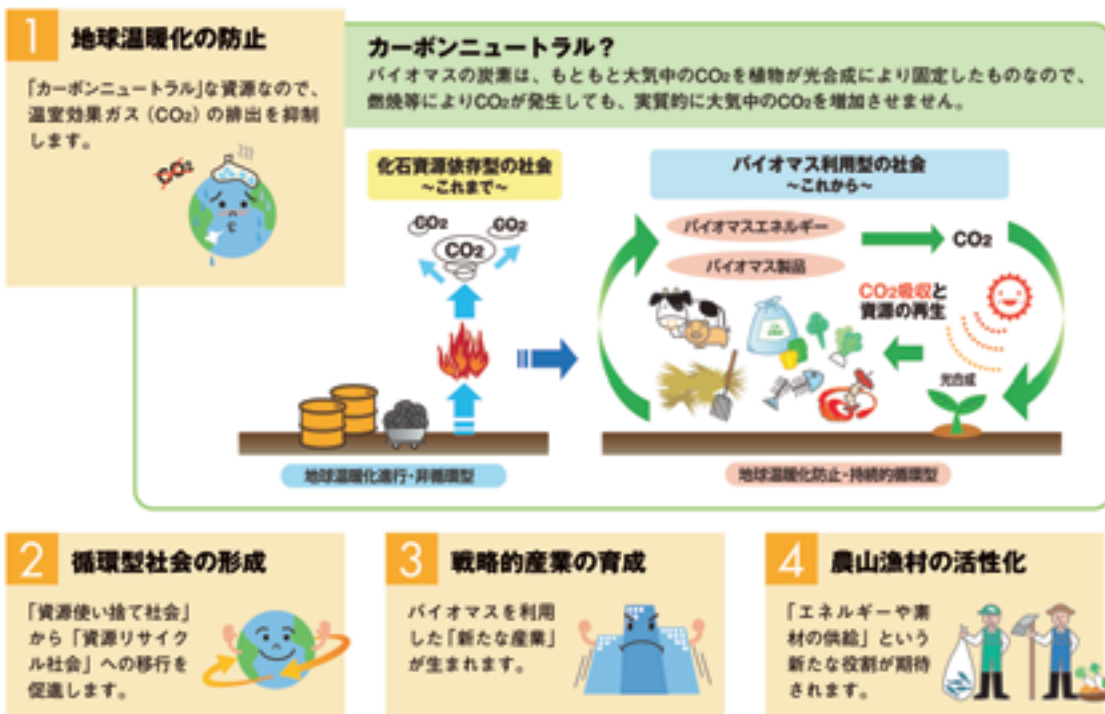 1 地球温暖化の防止
「カーボンニュートラル」な資源なので、
温室効果ガス（CO₂）の排出を抑制
します。
CO₂
カーボンニュートラル？
バイオマスの炭素は、もともと大気中のCO₂を植物が光合成により固定したものなので、
燃焼等によりCO₂が発生しても、実質的に大気中のCO₂を増加させません。
化石資源依存型の社会
～これまで～
CO₂
CO₂
CO₂
地球温暖化進行・非循環型
バイオマス利用型の社会
～これから～
バイオマスエネルギー
CO₂
バイオマス製品
CO₂吸収と
資源の再生
光合成
地球温暖化防止・持続的循環型
2 循環型社会の形成
「資源使い捨て社会」
から「資源リサイク
ル社会」への移行を
促進します。
3 戦略的産業の育成
バイオマスを利用
した「新たな産業」
が生まれます。
4 農山漁村の活性化
「エネルギーや素
材の供給」という
新たな役割が期待
されます。